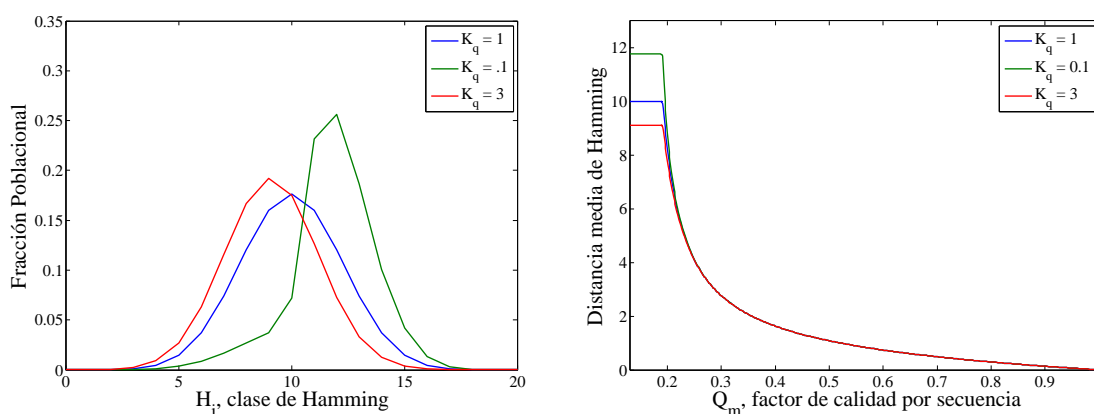 0.35
0.3
0.25
0.2
0.15
0.1
0.05
0
Fracción Poblacional
0
5
10
15
20
H_i, clase de Hamming
K_q = 1
K_q = .1
K_q = 3
12
10
8
6
4
2
0
Distancia media de Hamming
0.2
0.3
0.4
0.5
0.6
0.7
0.8
0.9
Q_m, factor de calidad por secuencia
K_q = 1
K_q = 0.1
K_q = 3